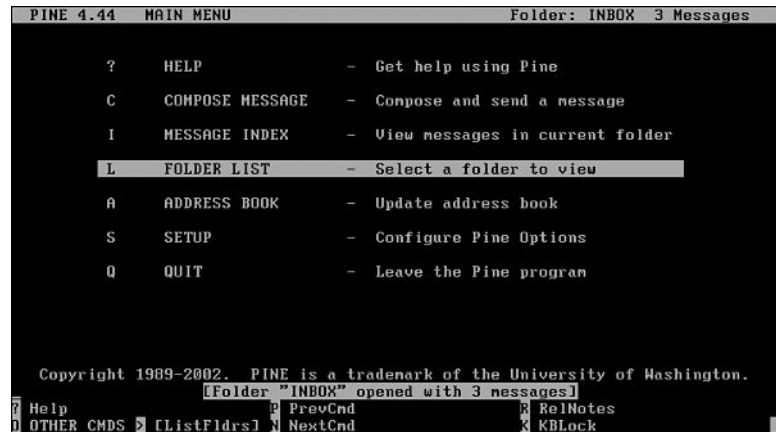 PINE 4.44   MAIN MENU                              Folder: INBOX  3 Messages
?     HELP               -  Get help using Pine
C     COMPOSE MESSAGE    -  Compose and send a message
I     MESSAGE INDEX      -  View messages in current folder
L     FOLDER LIST        -  Select a folder to view
A     ADDRESS BOOK       -  Update address book
S     SETUP              -  Configure Pine Options
Q     QUIT               -  Leave the Pine program
Copyright 1989-2002.  PINE is a trademark of the University of Washington.
[Folder "INBOX" opened with 3 messages]
? Help                       P PrevCmd                    R RelNotes
O OTHER CMDS > [ListFldrs] N NextCmd                    K KBLock